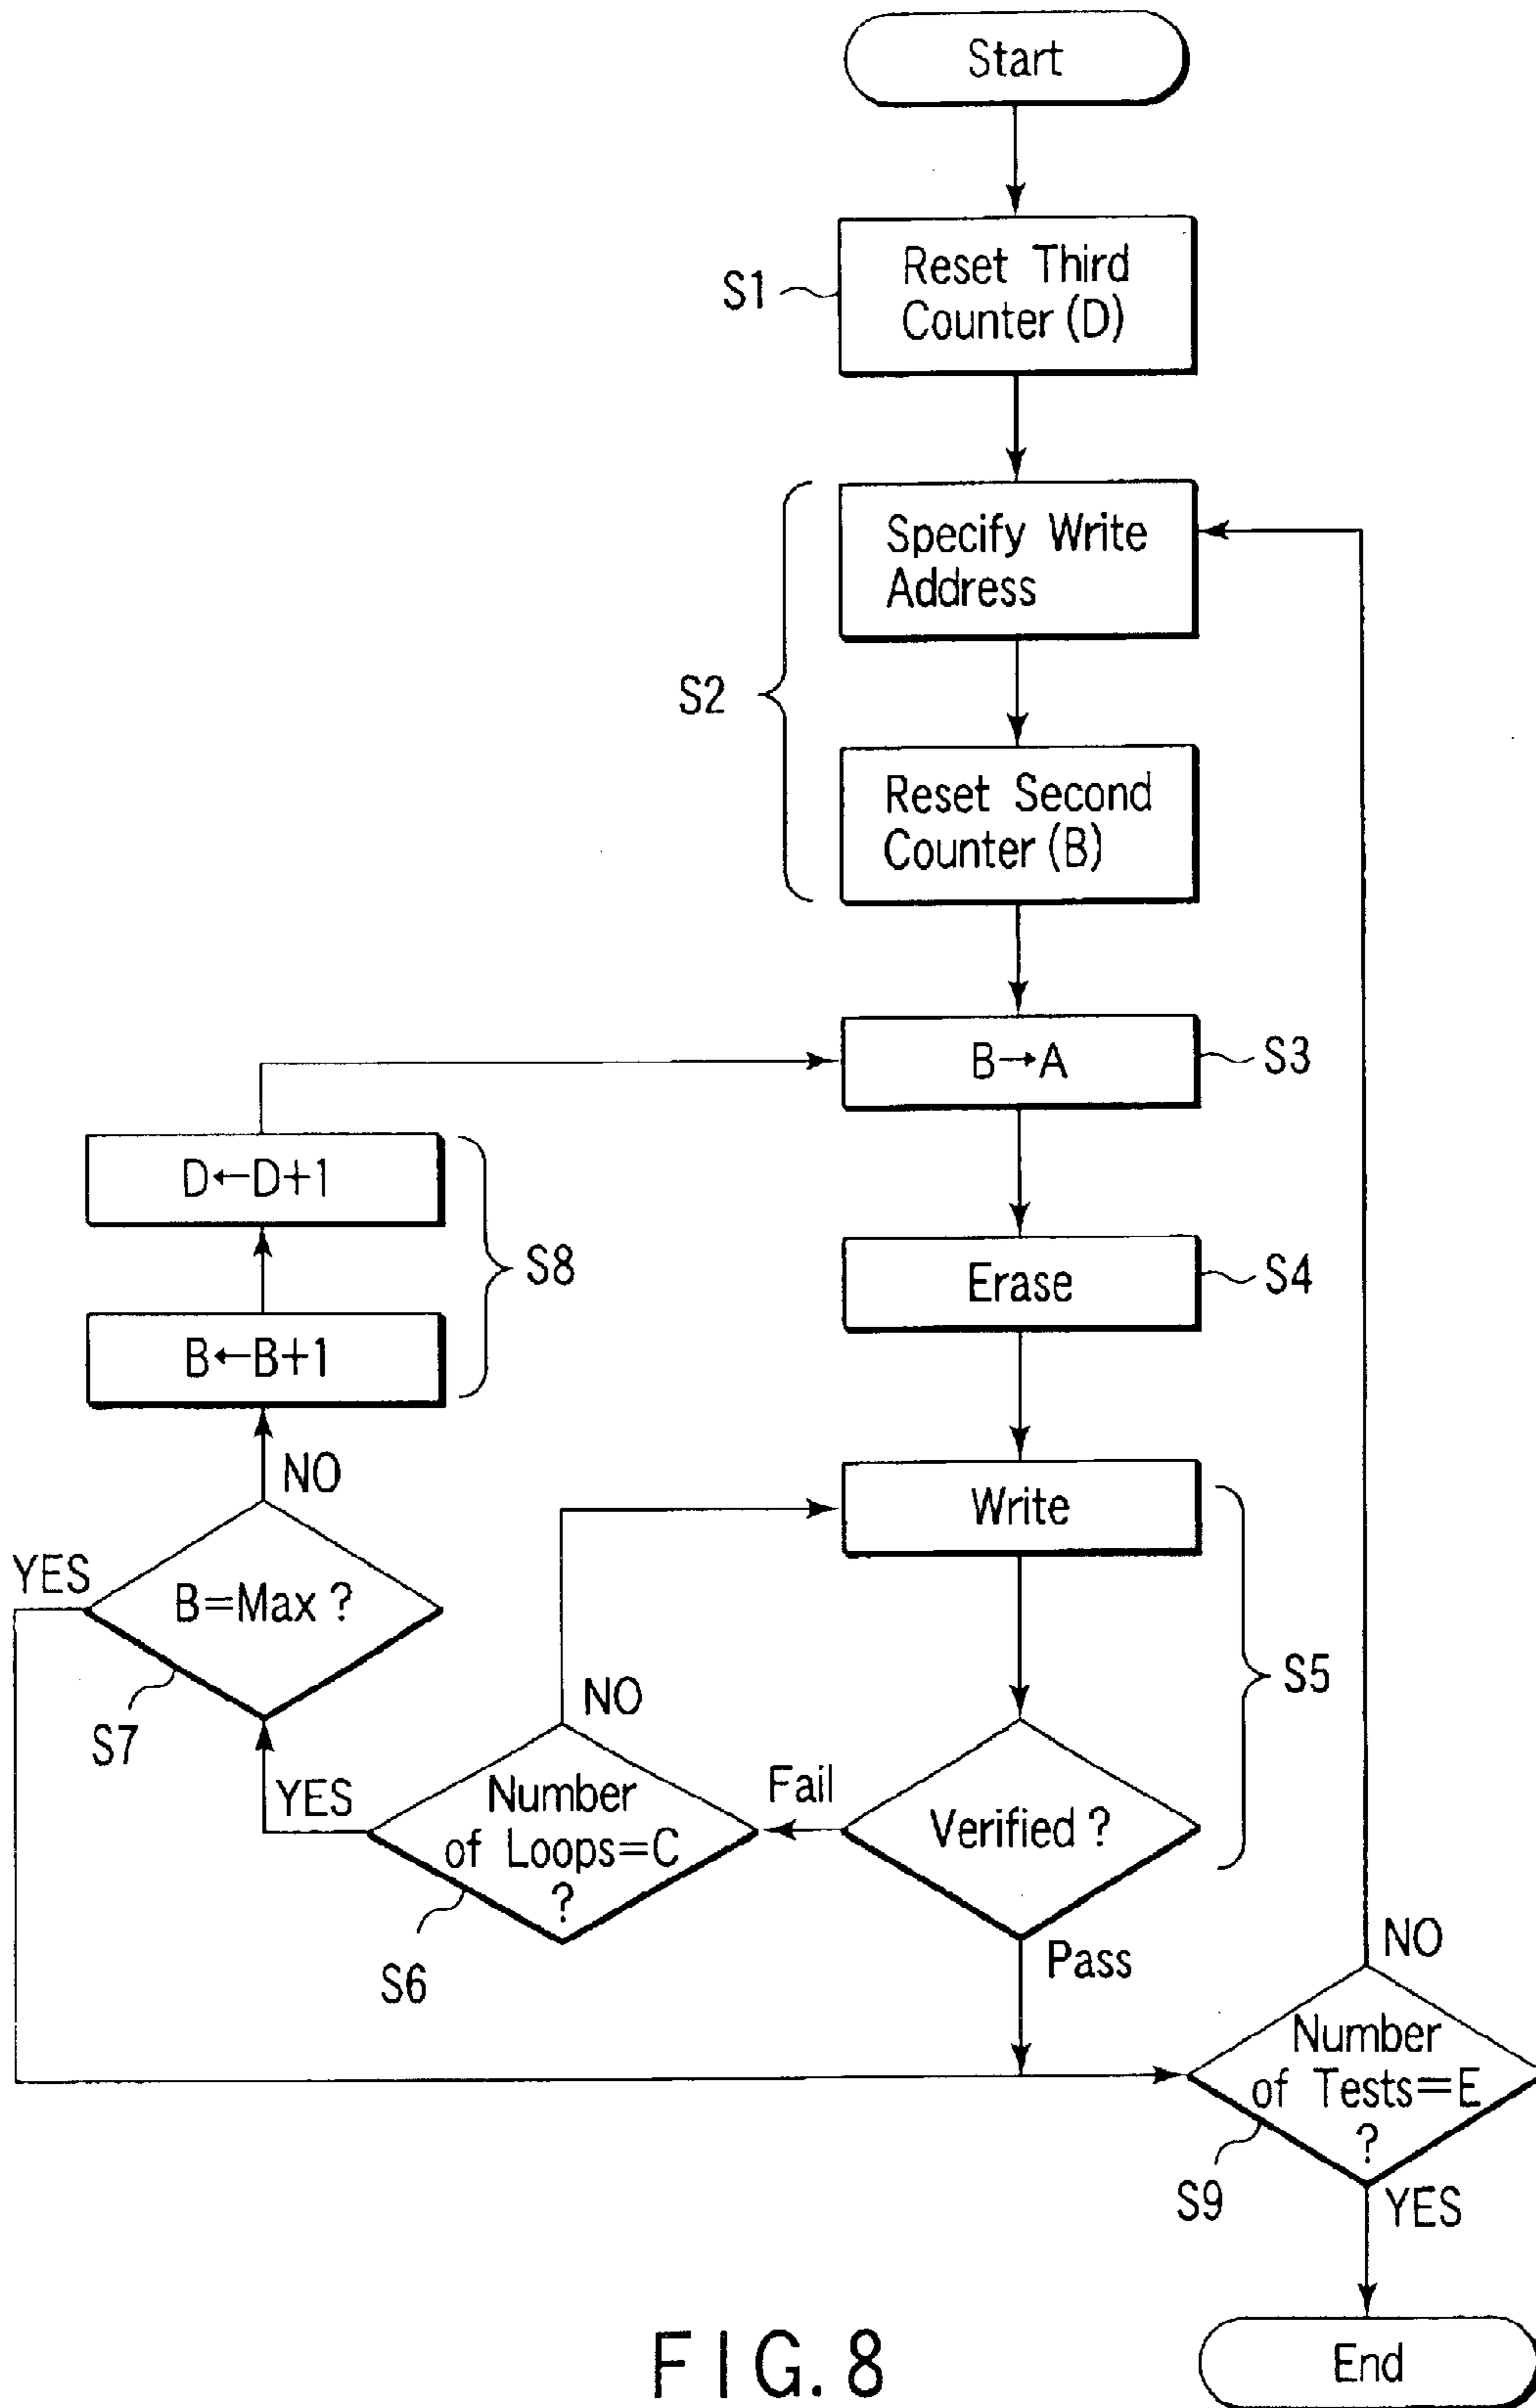 Start
S1
Reset Third
Counter (D)
Specify Write
Address
S2
Reset Second
Counter (B)
B→A
S3
D←D+1
S8
Erase
S4
B←B+1
NO
Write
YES
B=Max ?
S5
S7
NO
YES
Number
of Loops=C
?
Fail
Verified ?
S6
Pass
NO
Number
of Tests=E
?
S9
YES
End
FIG. 8